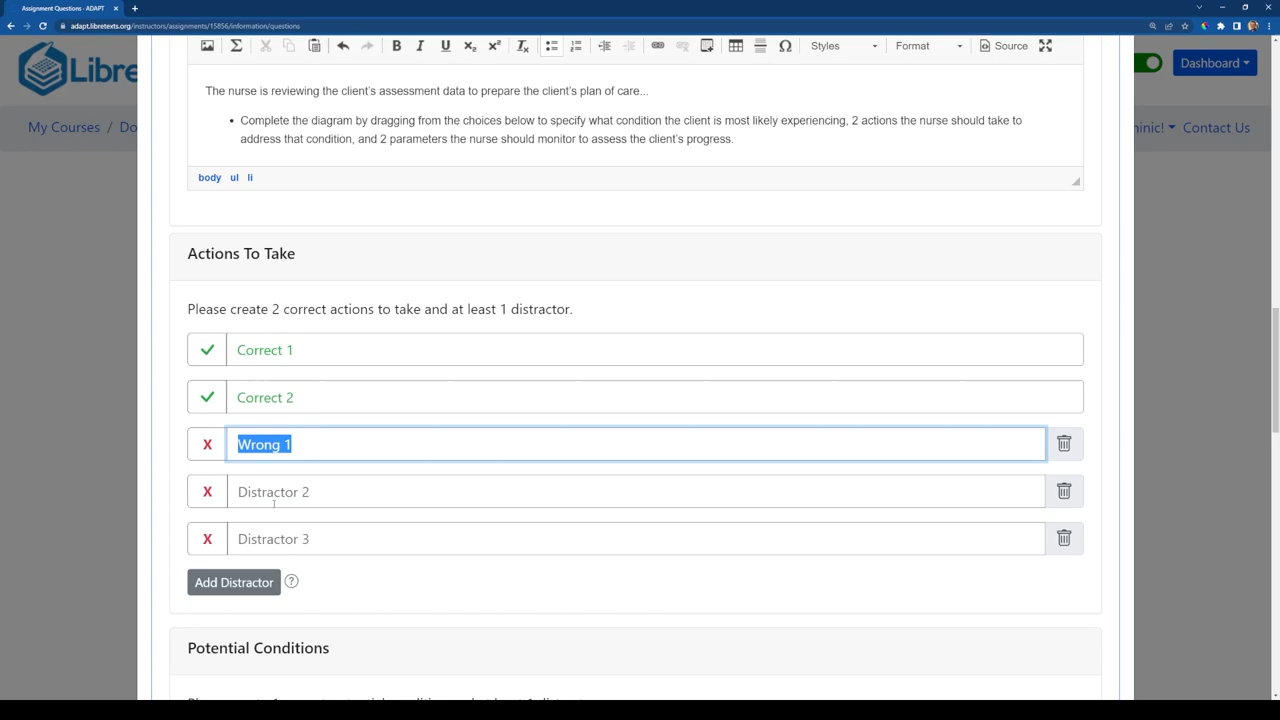 Assignment Questions - ADAPT
adapt.libretexts.org/instructors/assignments/15856/information/questions
Libre
Dashboard
My Courses / Do
Contact Us
B I U
Styles
Format
Source
The nurse is reviewing the client's assessment data to prepare the client's plan of care...
• Complete the diagram by dragging from the choices below to specify what condition the client is most likely experiencing, 2 actions the nurse should take to
address that condition, and 2 parameters the nurse should monitor to assess the client's progress.
body ul li
Actions To Take
Please create 2 correct actions to take and at least 1 distractor.
Correct 1
Correct 2
X Wrong 1
X Distractor 2
X Distractor 3
Add Distractor ?
Potential Conditions